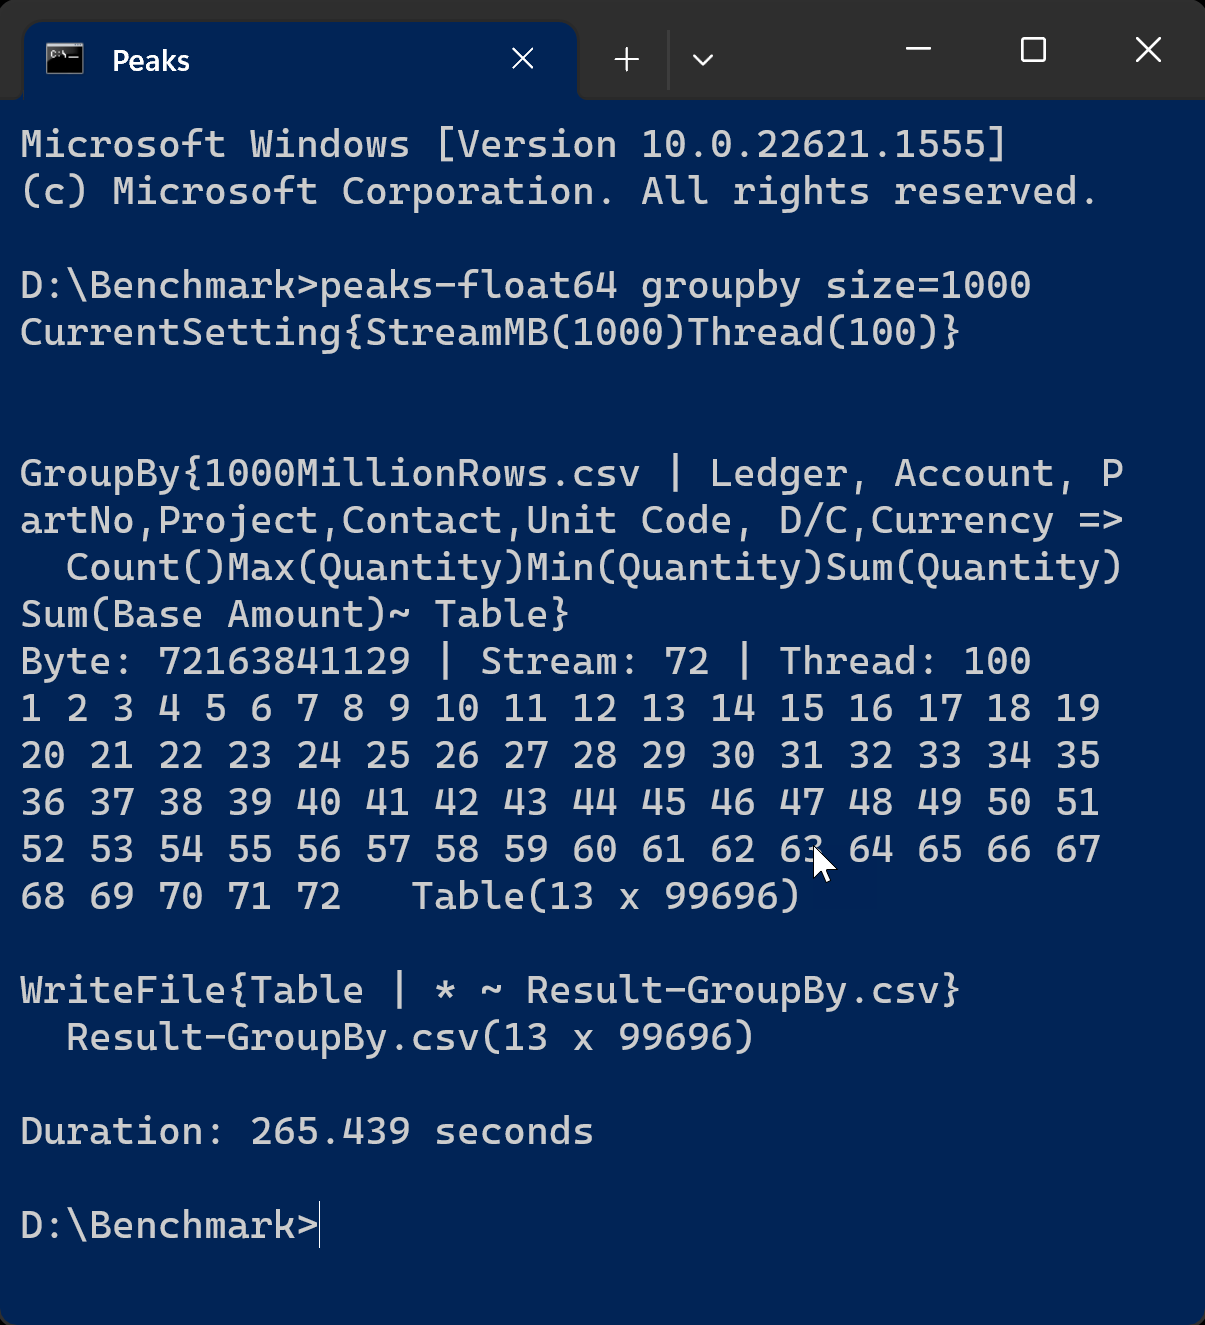 Peaks
Microsoft Windows [Version 10.0.22621.1555]
(c) Microsoft Corporation. All rights reserved.
D:\Benchmark>peaks-float64 groupby size=1000
CurrentSetting{StreamMB(1000)Thread(100)}
GroupBy{1000MillionRows.csv | Ledger, Account, P
artNo,Project,Contact,Unit Code, D/C,Currency =>
  Count()Max(Quantity)Min(Quantity)Sum(Quantity)
Sum(Base Amount)~ Table}
Byte: 72163841129 | Stream: 72 | Thread: 100
1 2 3 4 5 6 7 8 9 10 11 12 13 14 15 16 17 18 19
20 21 22 23 24 25 26 27 28 29 30 31 32 33 34 35
36 37 38 39 40 41 42 43 44 45 46 47 48 49 50 51
52 53 54 55 56 57 58 59 60 61 62 63 64 65 66 67
68 69 70 71 72   Table(13 x 99696)
WriteFile{Table | * ~ Result-GroupBy.csv}
  Result-GroupBy.csv(13 x 99696)
Duration: 265.439 seconds
D:\Benchmark>